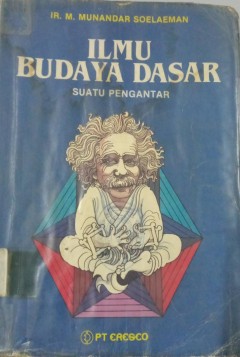 IR. M. MUNANDAR SOELAEMAN
ILMU
BUDAYA DASAR
SUATU PENGANTAR
PT ERESCO